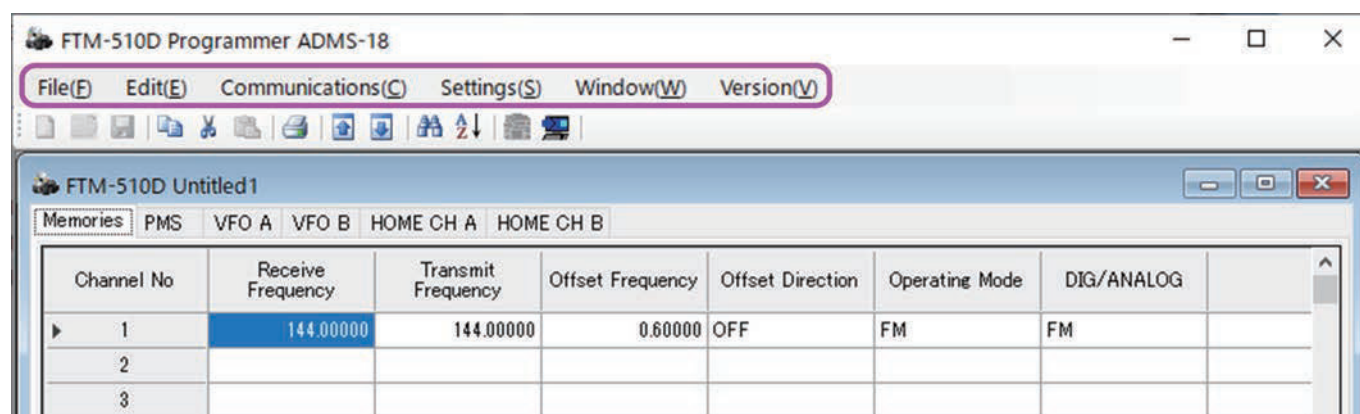 FTM-510D Programmer ADMS-18
File(F) Edit(E) Communications(C) Settings(S) Window(W) Version(V)
FTM-510D Untitled1
Memories PMS VFO A VFO B HOME CH A HOME CH B
Channel No Receive Frequency Transmit Frequency Offset Frequency Offset Direction Operating Mode DIG/ANALOG
1 144.00000 144.00000 0.60000 OFF FM FM
2
3